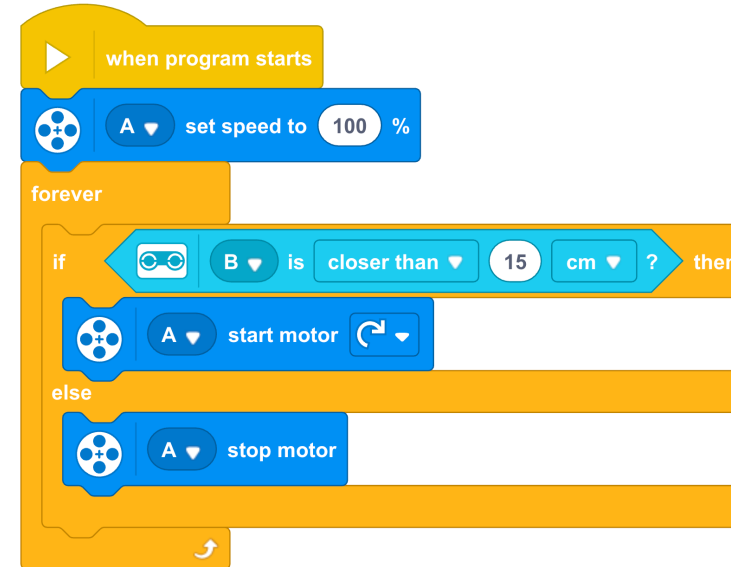 when program starts
A set speed to 100 %
forever
if B is closer than 15 cm ? then
A start motor
else
A stop motor